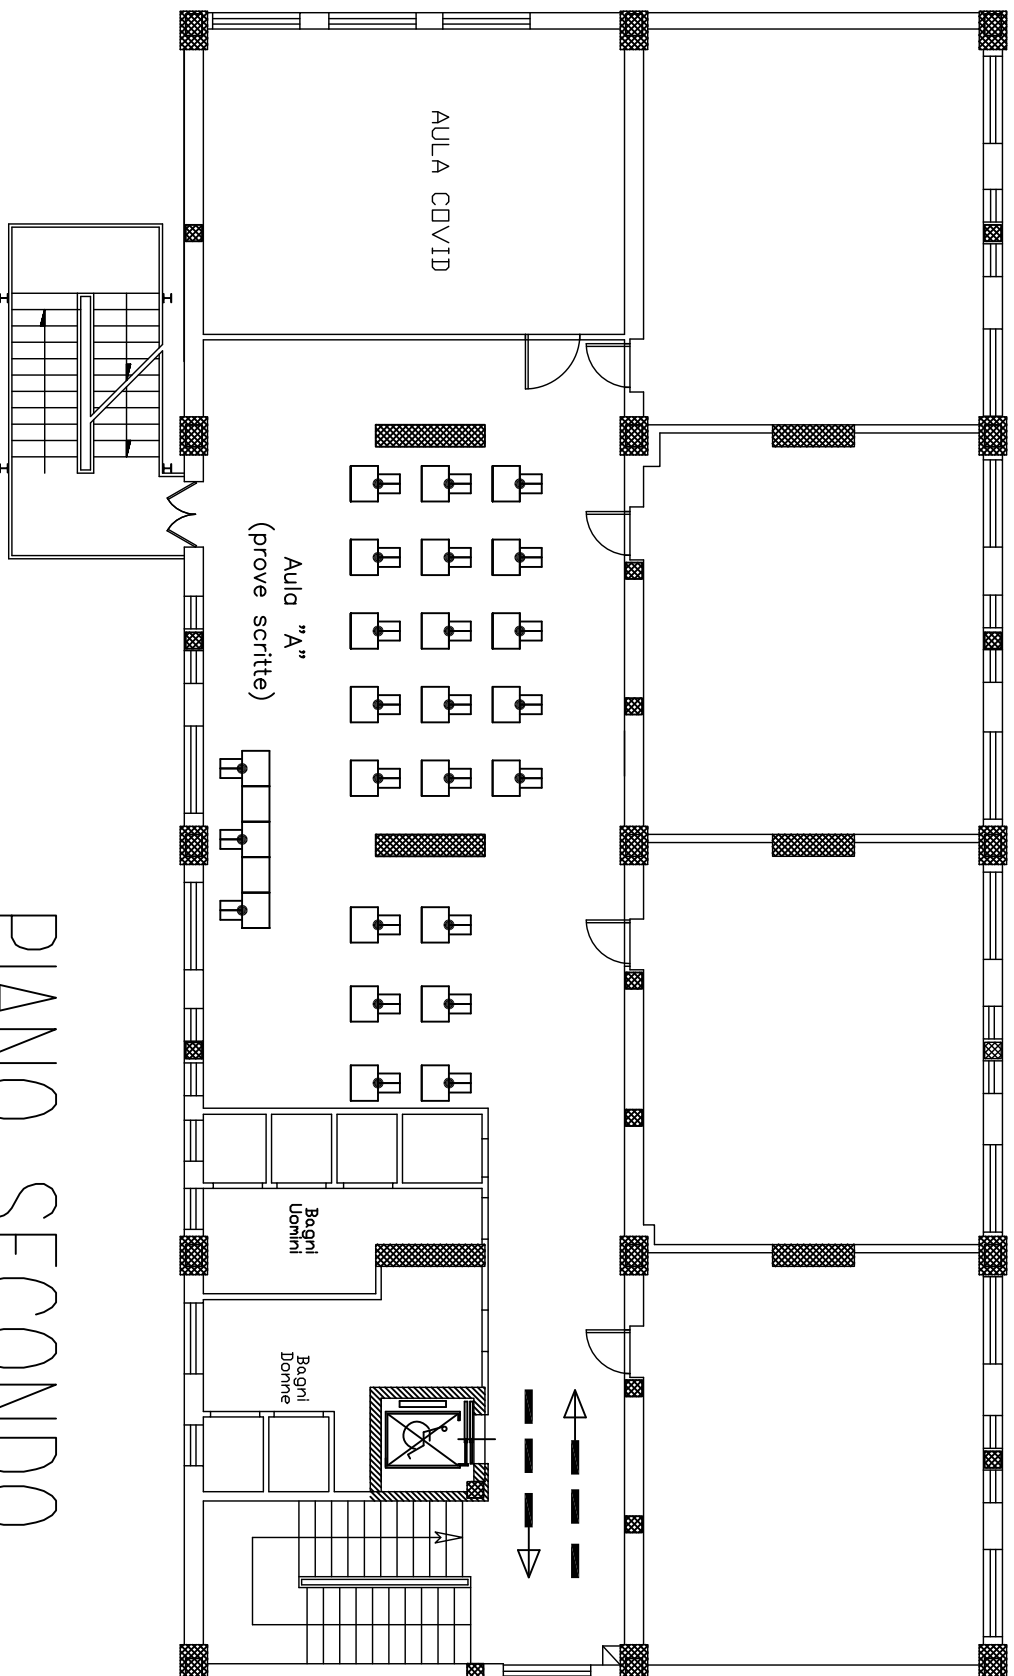 AULA COVID
Aula "A"
(prove scritte)
Bagni
Uomini
Bagni
Donne
PIANO SECONDO